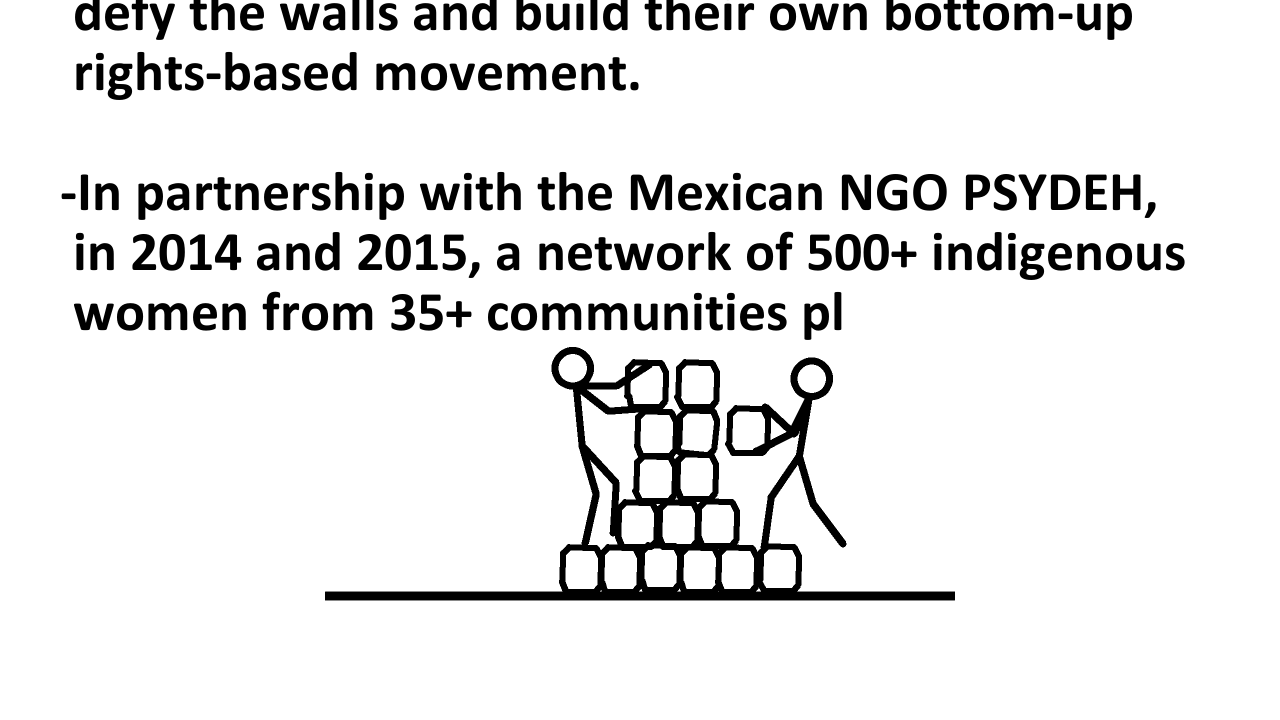 defy the walls and build their own bottom-up
rights-based movement.
-In partnership with the Mexican NGO PSYDEH,
in 2014 and 2015, a network of 500+ indigenous
women from 35+ communities pl